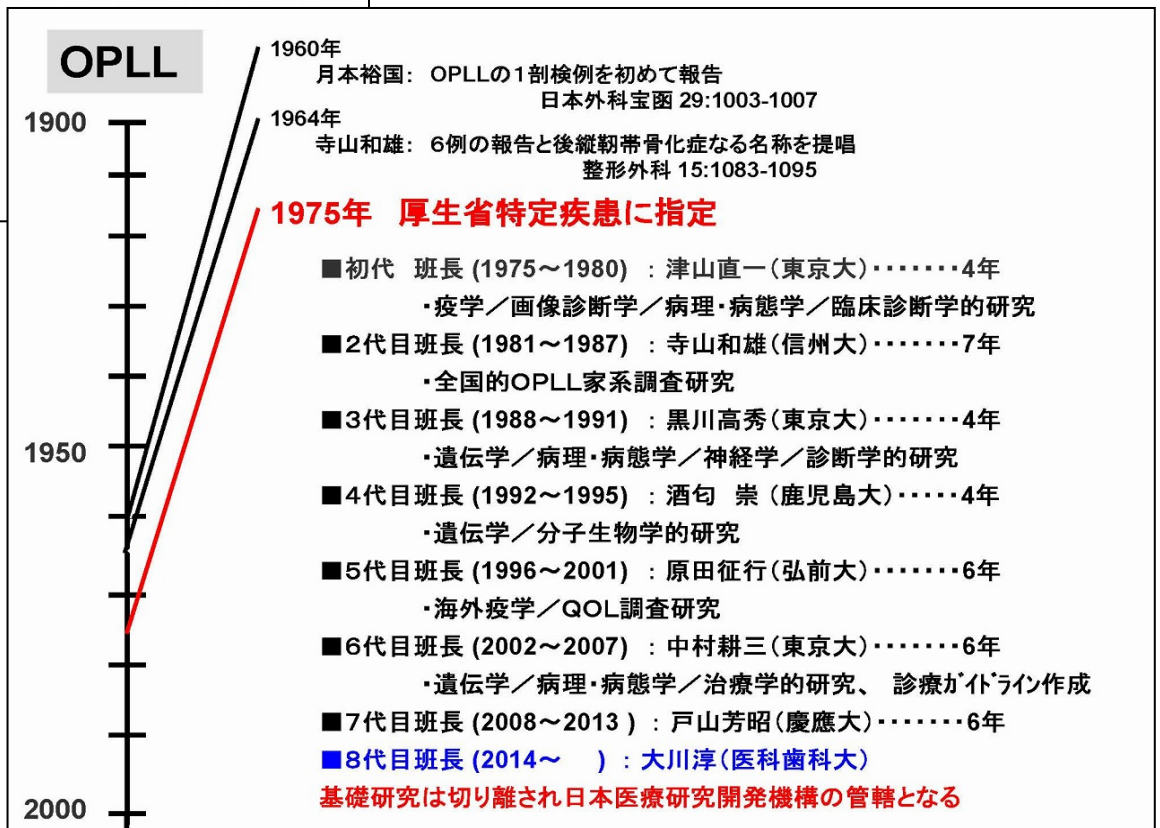 OPLL
1900
1950
2000
1960年
月本裕国： OPLLの１剖検例を初めて報告
日本外科宝函 29:1003-1007
1964年
寺山和雄： ６例の報告と後縦靭帯骨化症なる名称を提唱
整形外科 15:1083-1095
1975年 厚生省特定疾患に指定
■初代 班長 (1975～1980) ：津山直一（東京大）・・・・・・・4年
・疫学／画像診断学／病理・病態学／臨床診断学的研究
■２代目班長 (1981～1987) ：寺山和雄（信州大）・・・・・・・7年
・全国的OPLL家系調査研究
■３代目班長 (1988～1991) ：黒川高秀（東京大）・・・・・・・4年
・遺伝学／病理・病態学／神経学／診断学的研究
■４代目班長 (1992～1995) ：酒匂 崇（鹿児島大）・・・・・4年
・遺伝学／分子生物学的研究
■５代目班長 (1996～2001) ：原田征行（弘前大）・・・・・・・6年
・海外疫学／QOL調査研究
■６代目班長 (2002～2007) ：中村耕三（東京大）・・・・・・・6年
・遺伝学／病理・病態学／治療学的研究、 診療ｶﾞｲﾄﾞﾗｲﾝ作成
■７代目班長 (2008～2013 )：戸山芳昭（慶應大）・・・・・・・6年
■８代目班長 (2014～ ) ：大川淳（医科歯科大）
基礎研究は切り離され日本医療研究開発機構の管轄となる